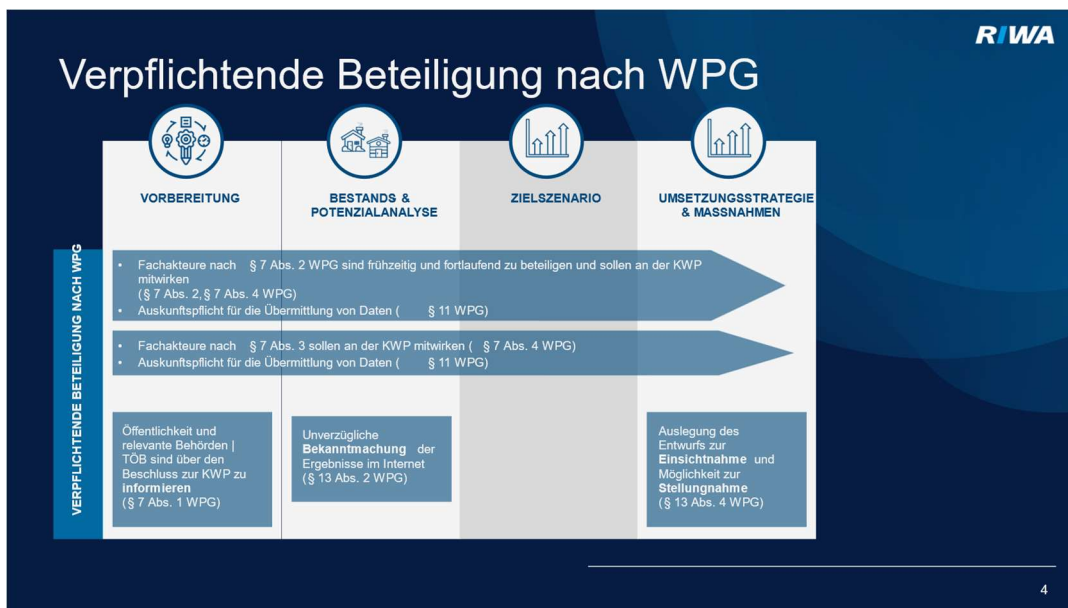 RIWA
Verpflichtende Beteiligung nach WPG
VORBEREITUNG
BESTANDS &
POTENZIALANALYSE
ZIELSZENARIO
UMSETZUNGSSTRATEGIE
& MASSNAHMEN
VERPFLICHTENDE BETEILIGUNG NACH WPG
• Fachakteure nach § 7 Abs. 2 WPG sind frühzeitig und fortlaufend zu beteiligen und sollen an der KWP
mitwirken
(§ 7 Abs. 2, § 7 Abs. 4 WPG)
• Auskunftspflicht für die Übermittlung von Daten ( § 11 WPG)
• Fachakteure nach § 7 Abs. 3 sollen an der KWP mitwirken ( § 7 Abs. 4 WPG)
• Auskunftspflicht für die Übermittlung von Daten ( § 11 WPG)
Öffentlichkeit und
relevante Behörden |
TÖB sind über den
Beschluss zur KWP zu
informieren
(§ 7 Abs. 1 WPG)
Unverzügliche
Bekanntmachung der
Ergebnisse im Internet
(§ 13 Abs. 2 WPG)
Auslegung des
Entwurfs zur
Einsichtnahme und
Möglichkeit zur
Stellungnahme
(§ 13 Abs. 4 WPG)
4